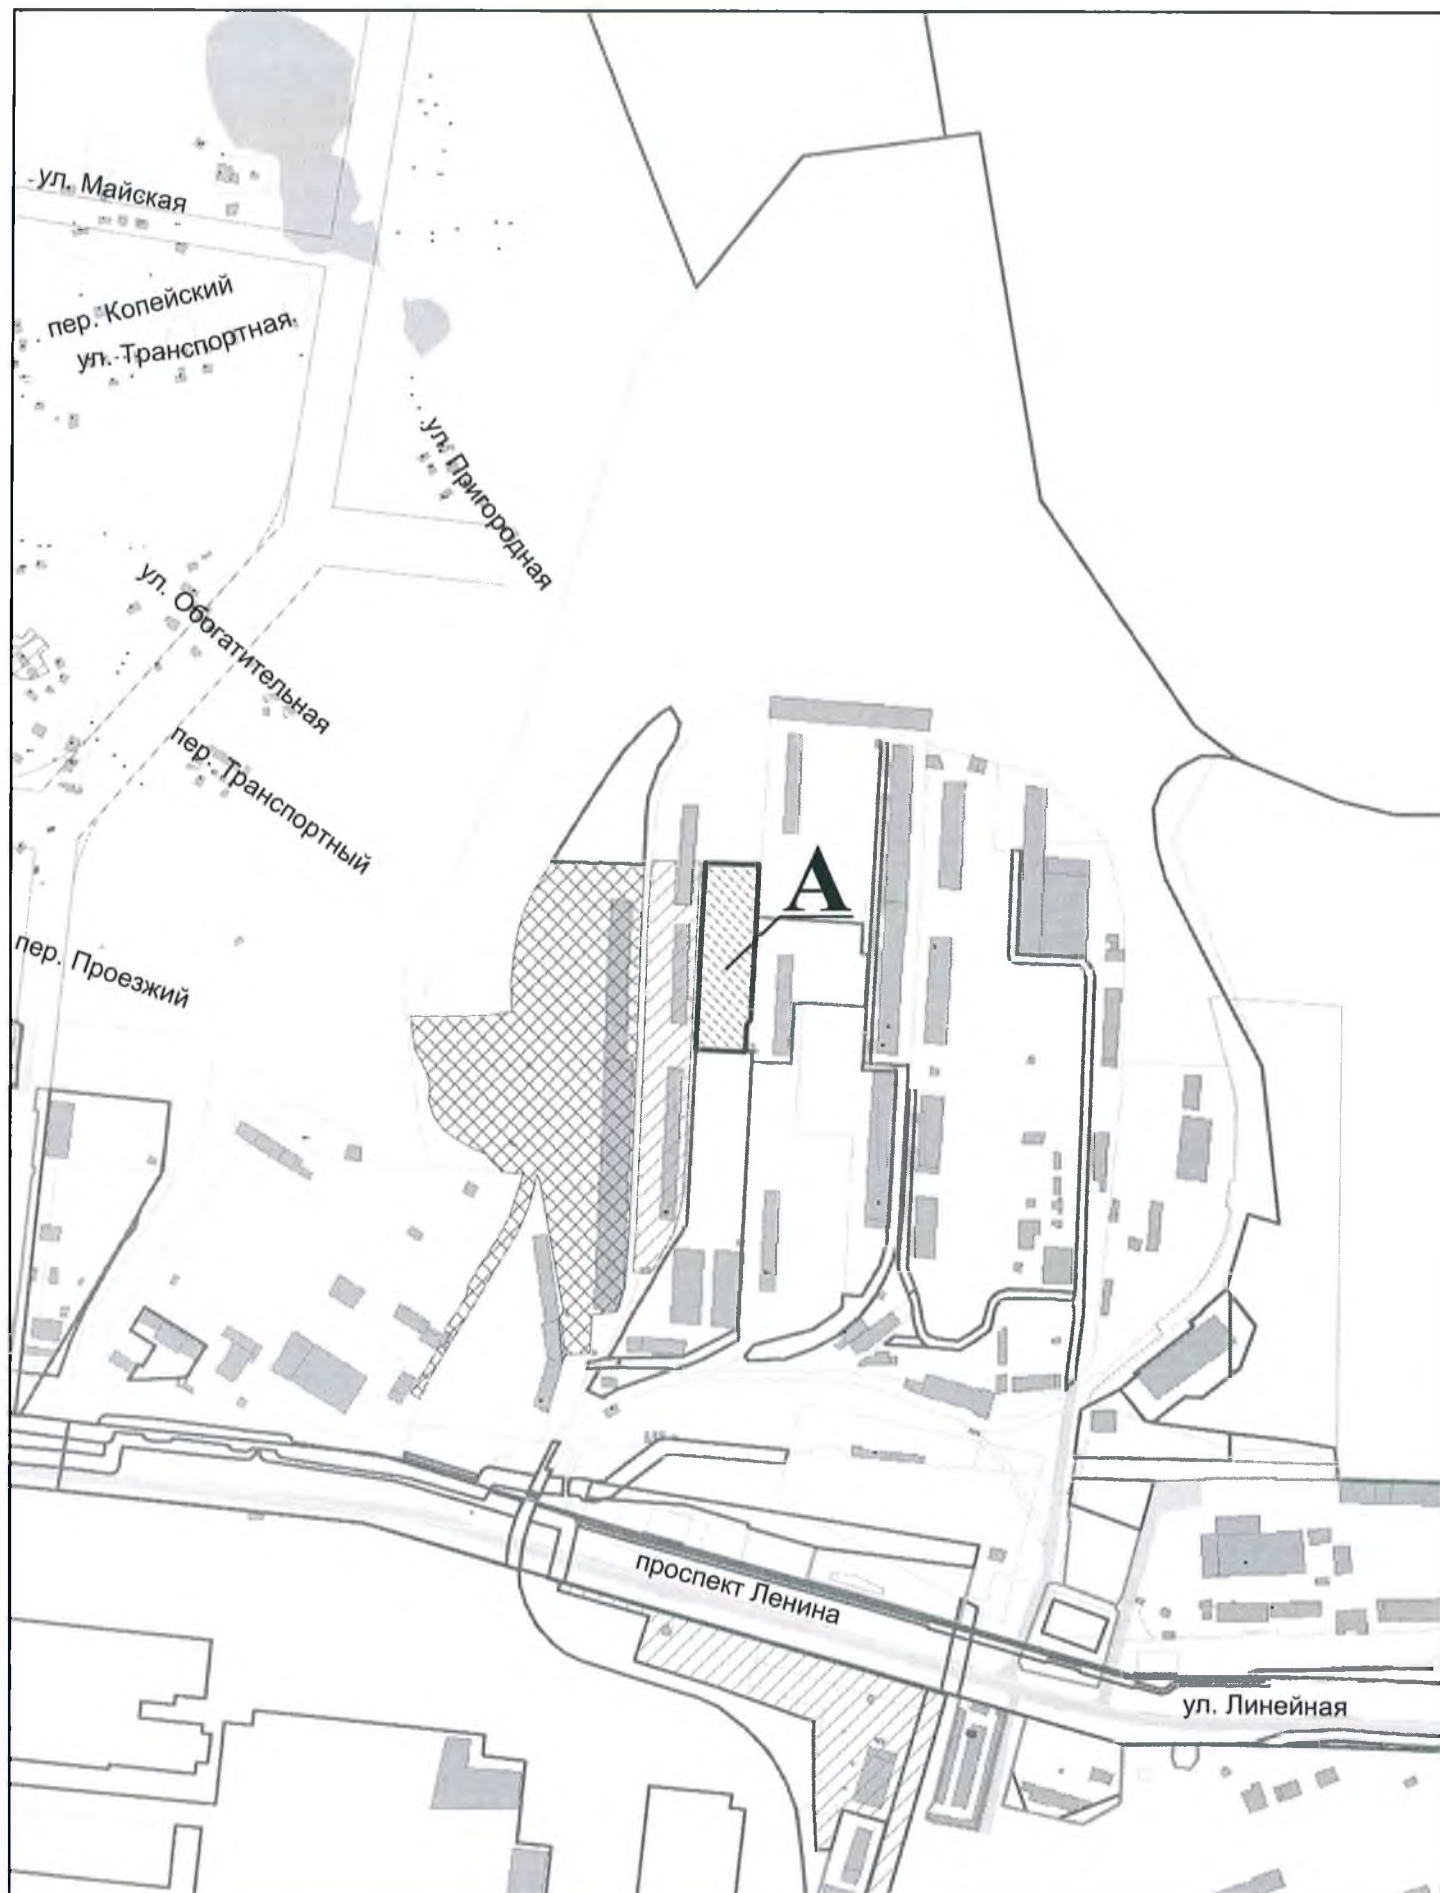 ул. Майская
пер. Копейский
ул. Транспортная
ул. Пригородная
ул. Обогатительная
пер. Транспортный
А
пер. Проезжий
проспект Ленина
ул. Линейная